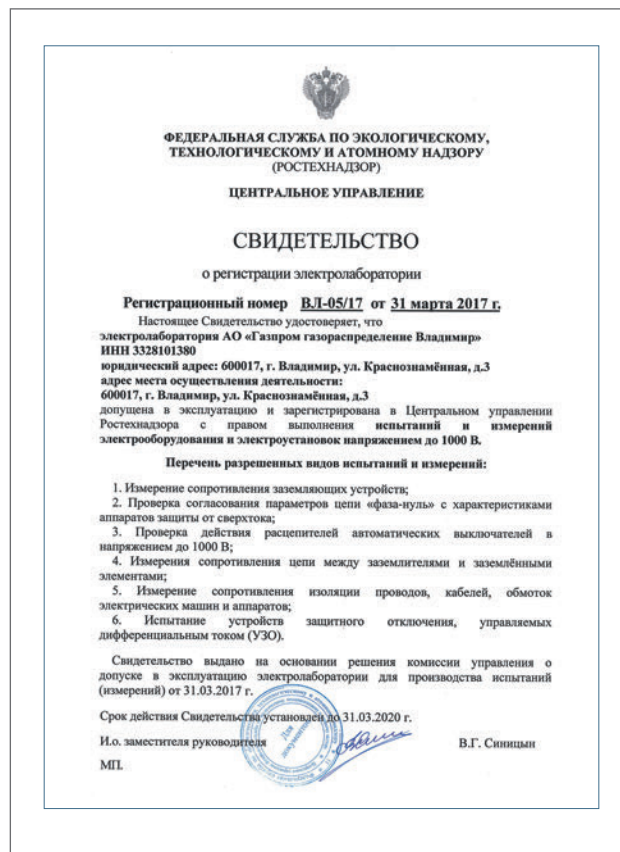 ФЕДЕРАЛЬНАЯ СЛУЖБА ПО ЭКОЛОГИЧЕСКОМУ,
ТЕХНОЛОГИЧЕСКОМУ И АТОМНОМУ НАДЗОРУ
(РОСТЕХНАДЗОР)
ЦЕНТРАЛЬНОЕ УПРАВЛЕНИЕ
СВИДЕТЕЛЬСТВО
о регистрации электролаборатории
Регистрационный номер ВЛ-05/17 от 31 марта 2017 г.
Настоящее Свидетельство удостоверяет, что
электролаборатория АО «Газпром газораспределение Владимир»
ИНН 3328101380
юридический адрес: 600017, г. Владимир, ул. Краснознамённая, д.3
адрес места осуществления деятельности:
600017, г. Владимир, ул. Краснознамённая, д.3
допущена в эксплуатацию и зарегистрирована в Центральном управлении
Ростехнадзора с правом выполнения испытаний и измерений
электрооборудования и электроустановок напряжением до 1000 В.
Перечень разрешенных видов испытаний и измерений:
1. Измерение сопротивления заземляющих устройств;
2. Проверка согласования параметров цепи «фаза-нуль» с характеристиками
аппаратов защиты от сверхтока;
3. Проверка действия расцепителей автоматических выключателей в
напряжением до 1000 В;
4. Измерения сопротивления цепи между заземлителями и заземлёнными
элементами;
5. Измерение сопротивления изоляции проводов, кабелей, обмоток
электрических машин и аппаратов;
6. Испытание устройств защитного отключения, управляемых
дифференциальным током (УЗО).
Свидетельство выдано на основании решения комиссии управления о
допуске в эксплуатацию электролаборатории для производства испытаний
(измерений) от 31.03.2017 г.
Срок действия Свидетельства установлен до 31.03.2020 г.
И.о. заместителя руководителя В.Г. Синицын
МП.
Для
документов